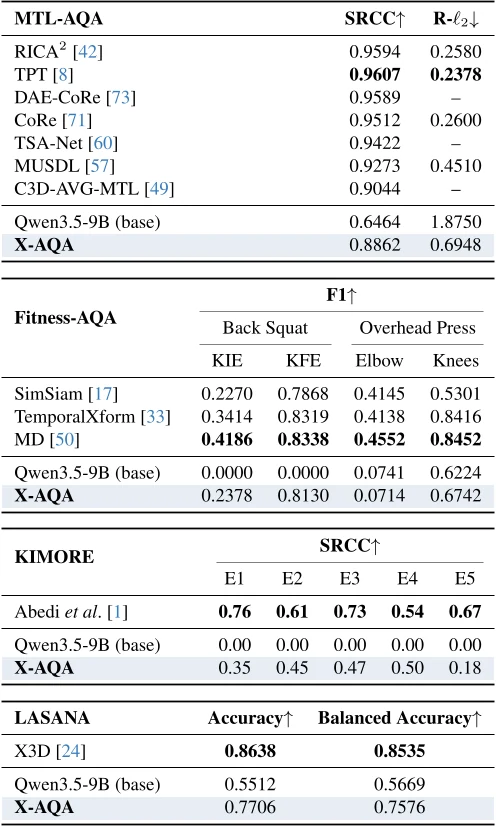 MTL-AQA SRCC↑ R-ℓ₂↓
RICA² [42] 0.9594 0.2580
TPT [8] 0.9607 0.2378
DAE-CoRe [73] 0.9589 –
CoRe [71] 0.9512 0.2600
TSA-Net [60] 0.9422 –
MUSDL [57] 0.9273 0.4510
C3D-AVG-MTL [49] 0.9044 –
Qwen3.5-9B (base) 0.6464 1.8750
X-AQA 0.8862 0.6948
F1↑
Fitness-AQA
Back Squat Overhead Press
KIE KFE Elbow Knees
SimSiam [17] 0.2270 0.7868 0.4145 0.5301
TemporalXform [33] 0.3414 0.8319 0.4138 0.8416
MD [50] 0.4186 0.8338 0.4552 0.8452
Qwen3.5-9B (base) 0.0000 0.0000 0.0741 0.6224
X-AQA 0.2378 0.8130 0.0714 0.6742
SRCC↑
KIMORE
E1 E2 E3 E4 E5
Abedi et al. [1] 0.76 0.61 0.73 0.54 0.67
Qwen3.5-9B (base) 0.00 0.00 0.00 0.00 0.00
X-AQA 0.35 0.45 0.47 0.50 0.18
LASANA Accuracy↑ Balanced Accuracy↑
X3D [24] 0.8638 0.8535
Qwen3.5-9B (base) 0.5512 0.5669
X-AQA 0.7706 0.7576